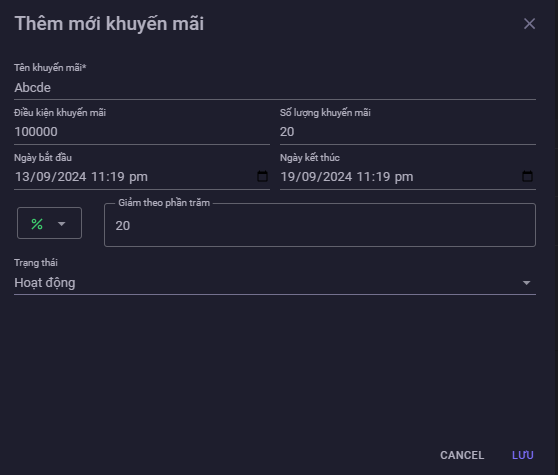 Thêm mới khuyến mãi
Tên khuyến mãi*
Abcde
Điều kiện khuyến mãi
Số lượng khuyến mãi
100000
20
Ngày bắt đầu
Ngày kết thúc
13/09/2024 11:19 pm
19/09/2024 11:19 pm
Giảm theo phần trăm
%
20
Trạng thái
Hoạt động
CANCEL
LƯU